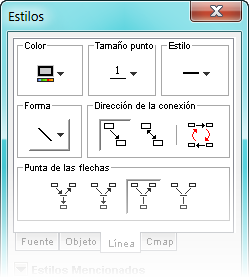 Estilos
Color
Tamaño punto
Estilo
1
Forma
Dirección de la conexión
Punta de las flechas
Fuente
Objeto
Línea
Cmap
Estilos Mencionados